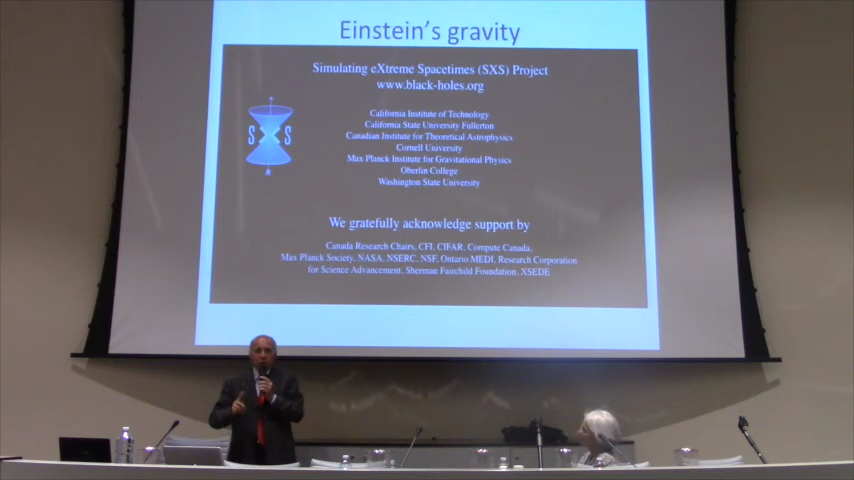 Einstein's gravity
Simulating eXtreme Spacetimes (SXS) Project
www.black-holes.org
SXS
California Institute of Technology
California State University Fullerton
Canadian Institute for Theoretical Astrophysics
Cornell University
Max Planck Institute for Gravitational Physics
Oberlin College
Washington State University
We gratefully acknowledge support by
Canada Research Chairs, CFI, CIFAR, Compute Canada,
Max Planck Society, NASA, NSERC, NSF, Ontario MEDI, Research Corporation
for Science Advancement, Sherman Fairchild Foundation, XSEDE